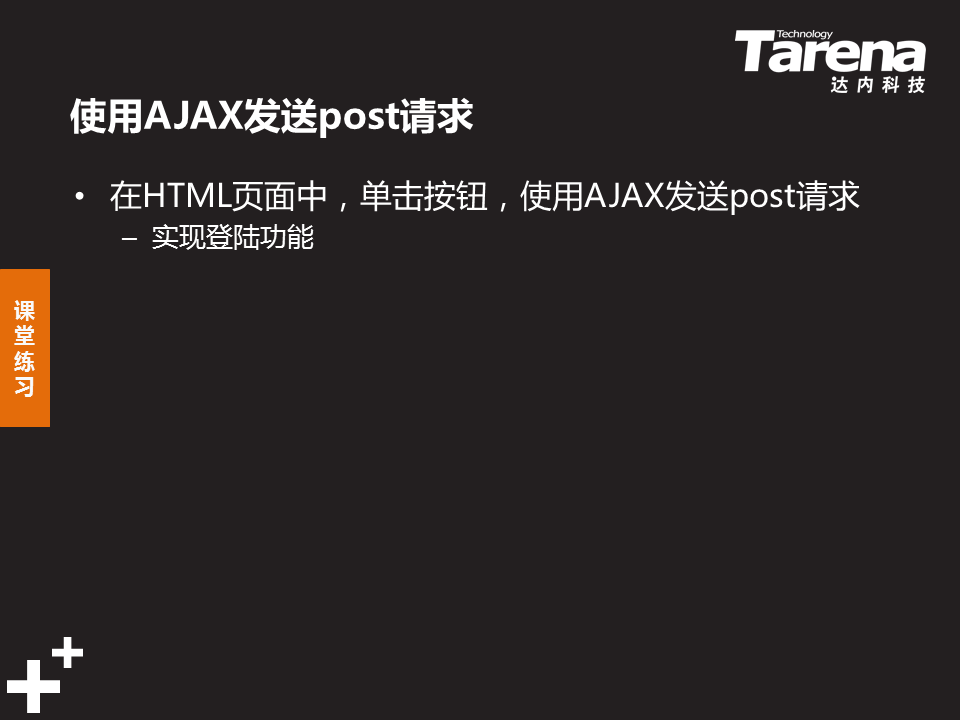 Technology
Tarena
达内科技
使用AJAX发送post请求
• 在HTML页面中，单击按钮，使用AJAX发送post请求
– 实现登陆功能
课
堂
练
习